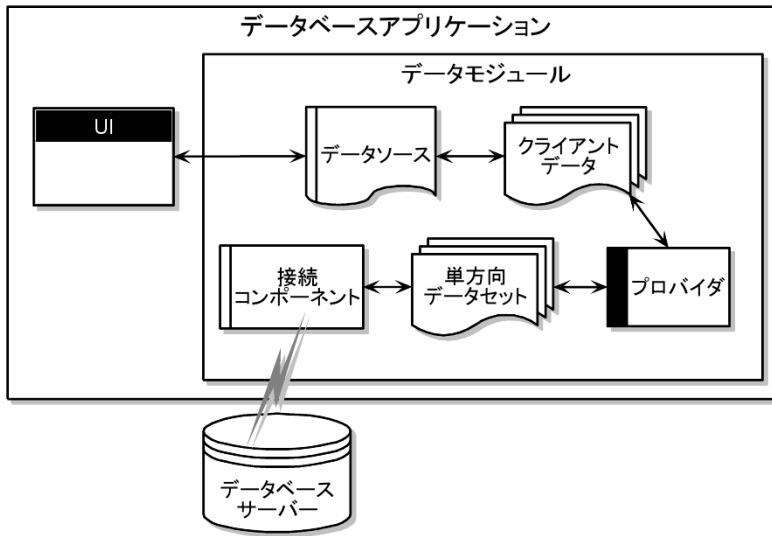 データベースアプリケーション
データモジュール
UI
データソース
クライアント
データ
接続
コンポーネント
単方向
データセット
プロバイダ
データベース
サーバー